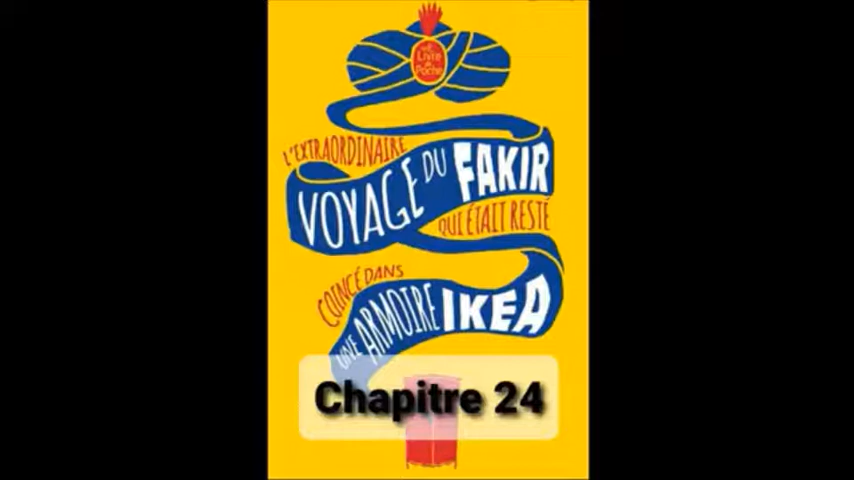 Le
Livre
de
Poche
L'EXTRAORDINAIRE
VOYAGE DU FAKIR
QUI ÉTAIT RESTÉ
COINCÉ DANS
UNE ARMOIRE IKEA
Chapitre 24